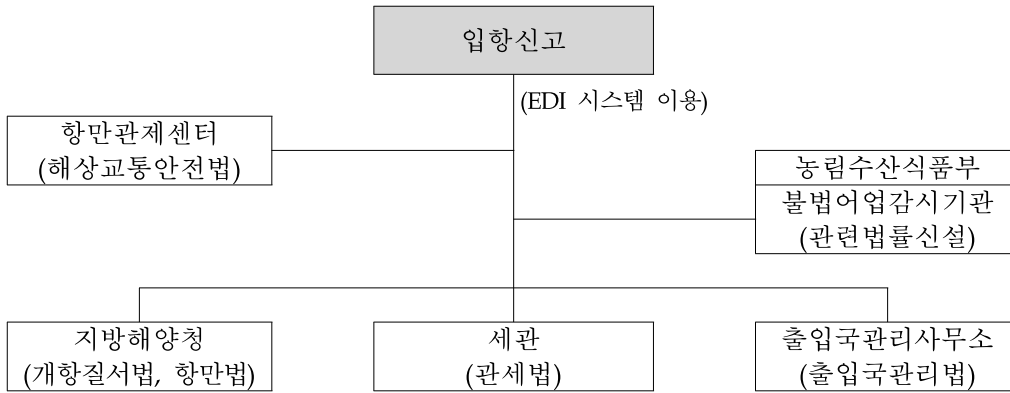 입항신고
(EDI 시스템 이용)
항만관제센터
(해상교통안전법)
농림수산식품부
불법어업감시기관
(관련법률신설)
지방해양청
(개항질서법, 항만법)
세관
(관세법)
출입국관리사무소
(출입국관리법)